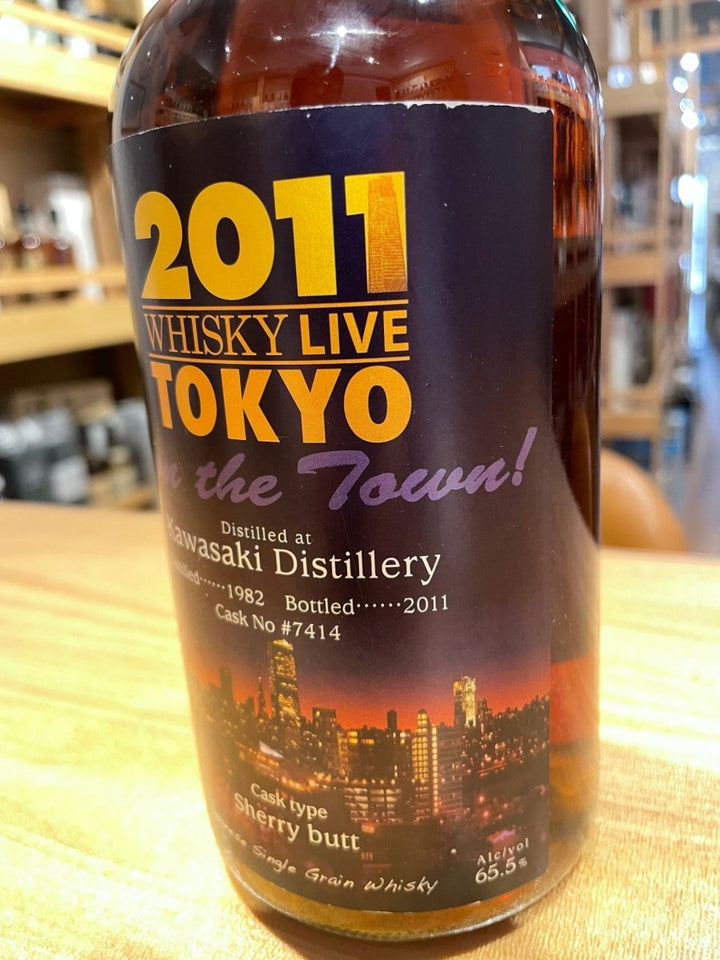 2011
WHISKY LIVE
TOKYO
the Town!
Distilled at
Kawasaki Distillery
1982 Bottled······2011
Cask No #7414
Cask type
Sherry butt
Single Grain Whisky
Alc/vol
65.5%